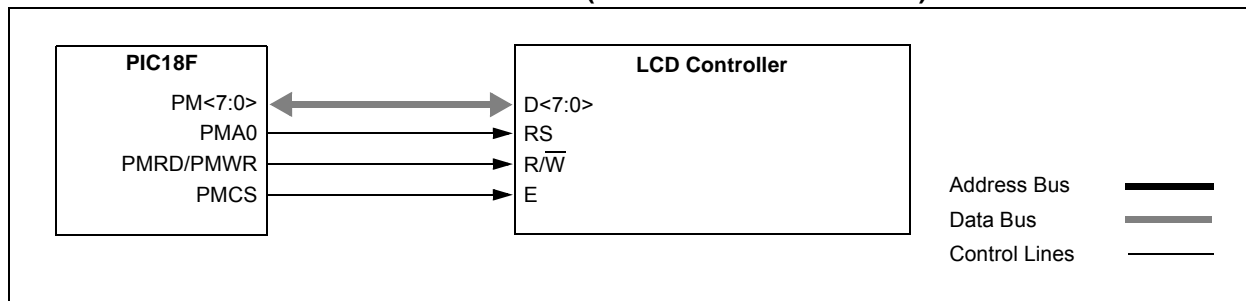 PIC18F
PM<7:0>
PMA0
PMRD/PMWR
PMCS
LCD Controller
D<7:0>
RS
R/W̅
E
Address Bus
Data Bus
Control Lines